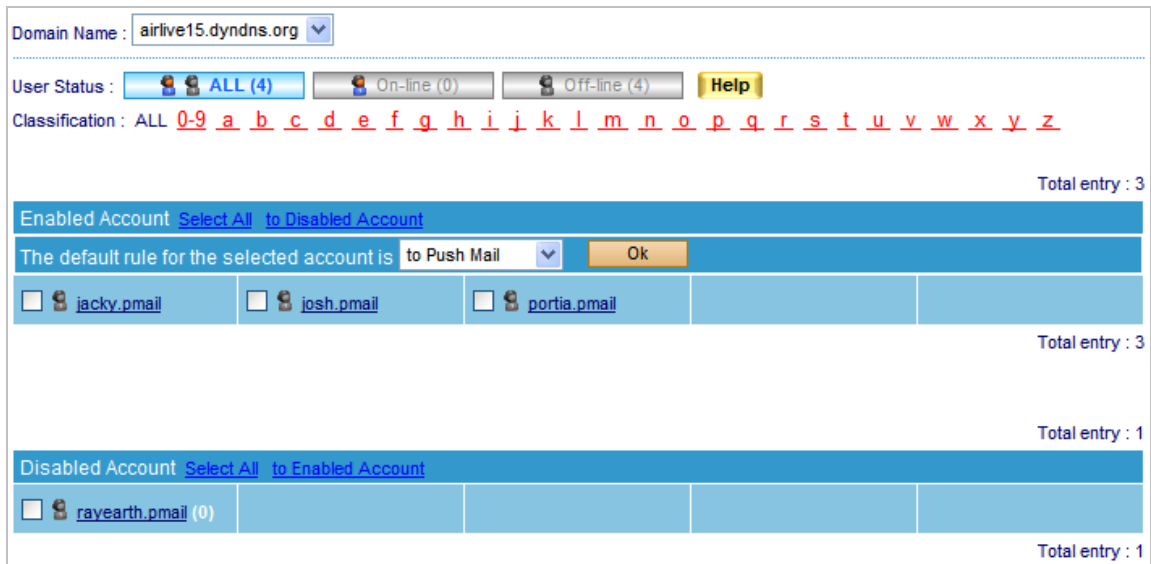 Domain Name : airlive15.dyndns.org
User Status : ALL (4) On-line (0) Off-line (4) Help
Classification : ALL 0-9 a b c d e f g h i j k l m n o p q r s t u v w x y z
Total entry : 3
Enabled Account Select All to Disabled Account
The default rule for the selected account is to Push Mail Ok
jacky.pmail josh.pmail portia.pmail
Total entry : 3
Total entry : 1
Disabled Account Select All to Enabled Account
rayearth.pmail (0)
Total entry : 1